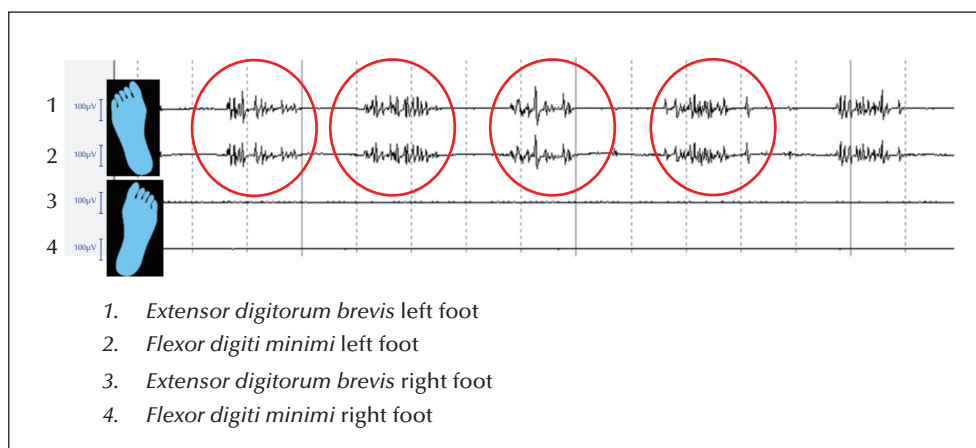 1 100μV
2 100μV
3 100μV
4 100μV
1. Extensor digitorum brevis left foot
2. Flexor digiti minimi left foot
3. Extensor digitorum brevis right foot
4. Flexor digiti minimi right foot